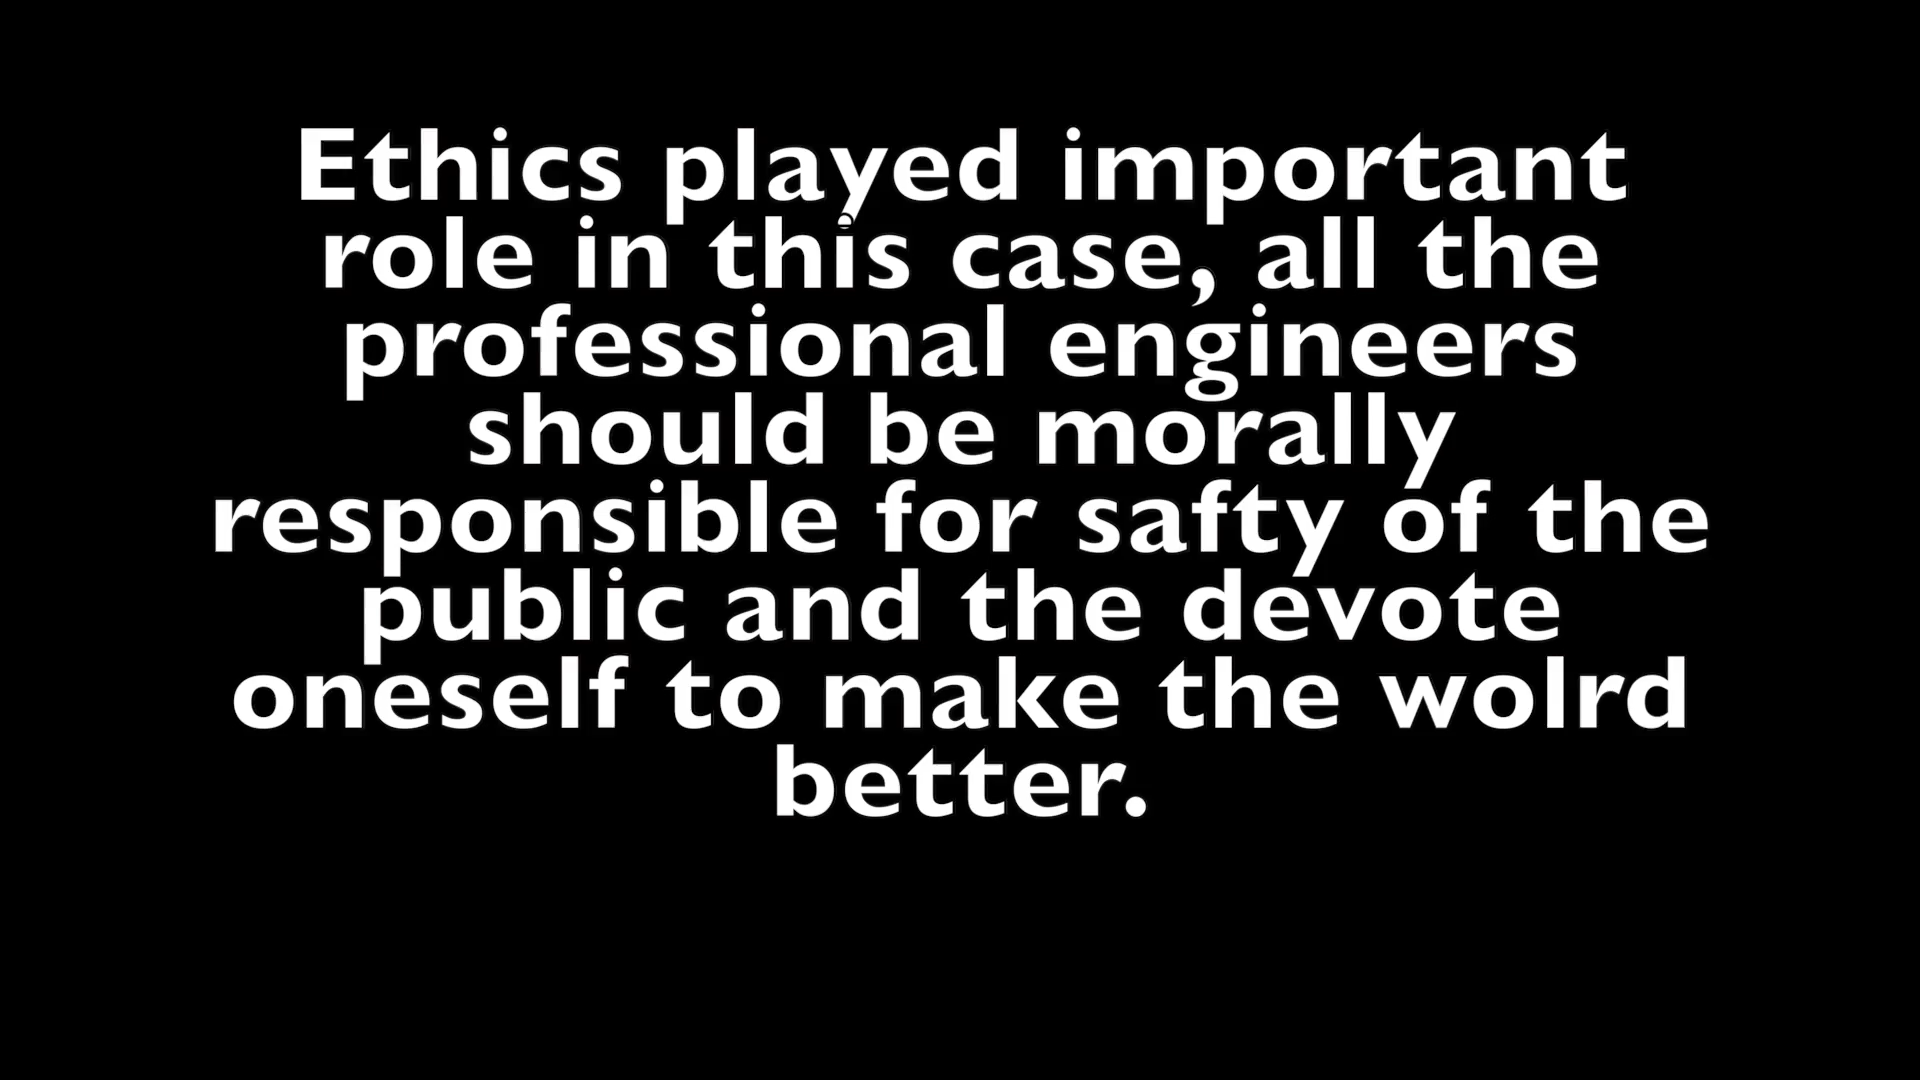 Ethics played important
role in this case, all the
professional engineers
should be morally
responsible for safty of the
public and the devote
oneself to make the wolrd
better.